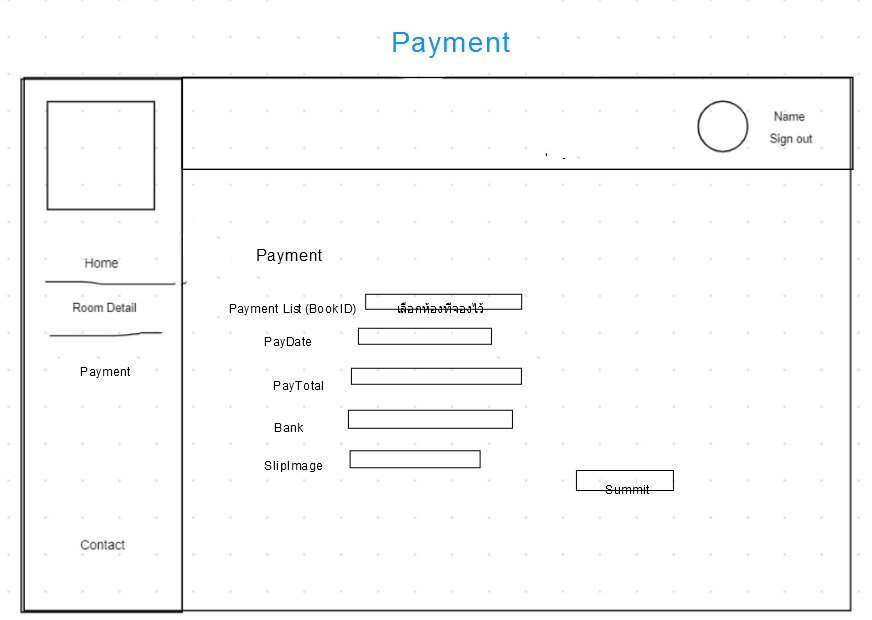 Payment
Name
Sign out
Home
Room Detail
Payment
Contact
Payment
Payment List (BookID)
เลือกห้องที่จองไว้
PayDate
PayTotal
Bank
SlipImage
Summit